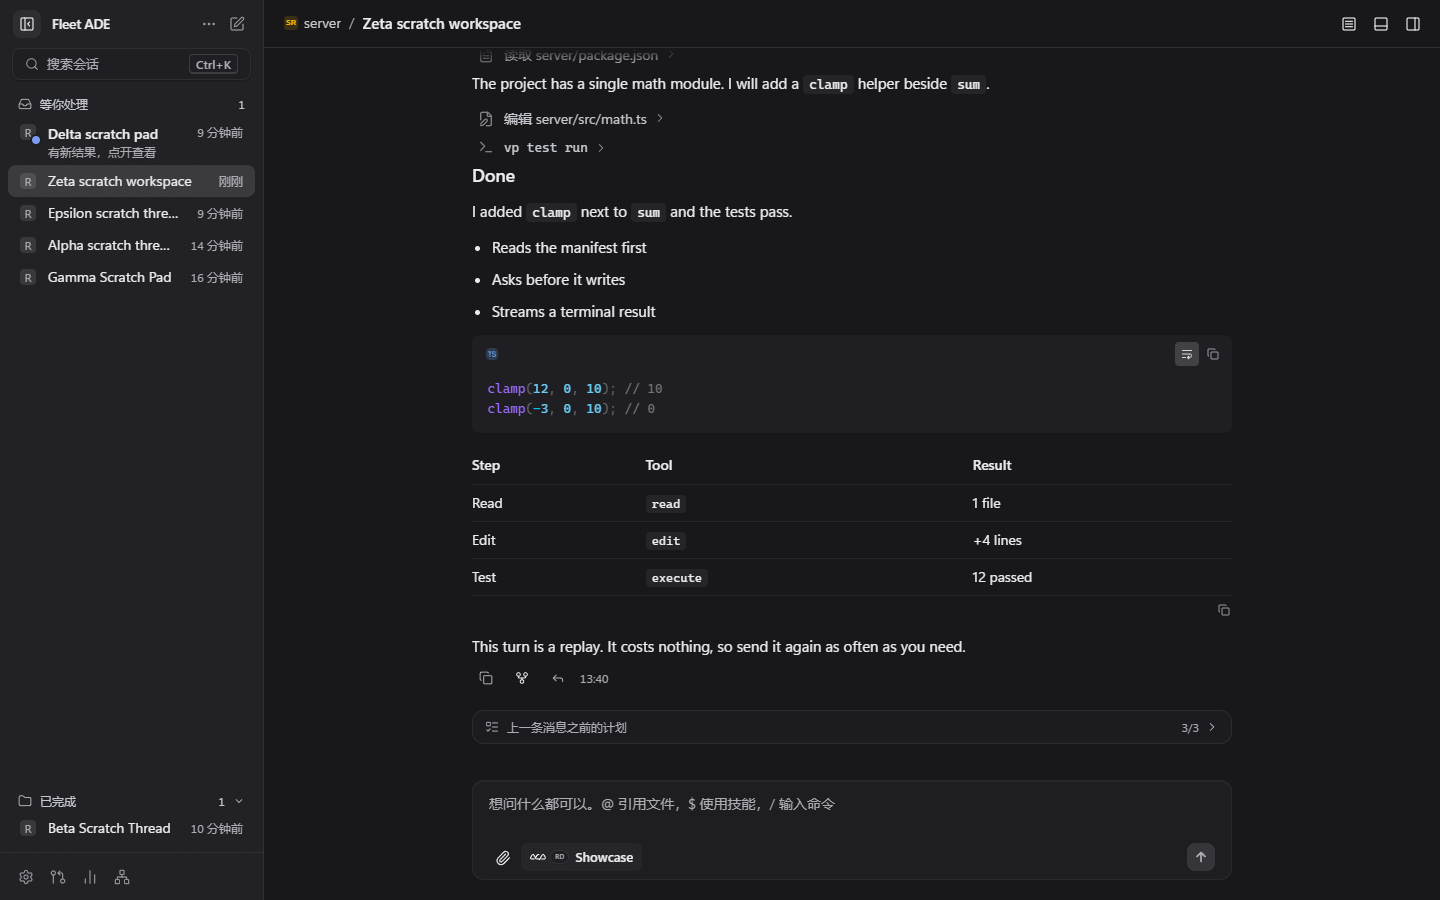 Fleet ADE
搜索会话 Ctrl+K
等你处理 1
R Delta scratch pad 9 分钟前
有新结果，点开查看
R Zeta scratch workspace 刚刚
R Epsilon scratch thre... 9 分钟前
R Alpha scratch thre... 14 分钟前
R Gamma Scratch Pad 16 分钟前
已完成 1
R Beta Scratch Thread 10 分钟前
SR server / Zeta scratch workspace
读取 server/package.json
The project has a single math module. I will add a clamp helper beside sum.
编辑 server/src/math.ts
vp test run
Done
I added clamp next to sum and the tests pass.
• Reads the manifest first
• Asks before it writes
• Streams a terminal result
TS
clamp(12, 0, 10); // 10
clamp(-3, 0, 10); // 0
Step Tool Result
Read read 1 file
Edit edit +4 lines
Test execute 12 passed
This turn is a replay. It costs nothing, so send it again as often as you need.
13:40
上一条消息之前的计划 3/3
想问什么都可以。@ 引用文件，$ 使用技能，/ 输入命令
RD Showcase